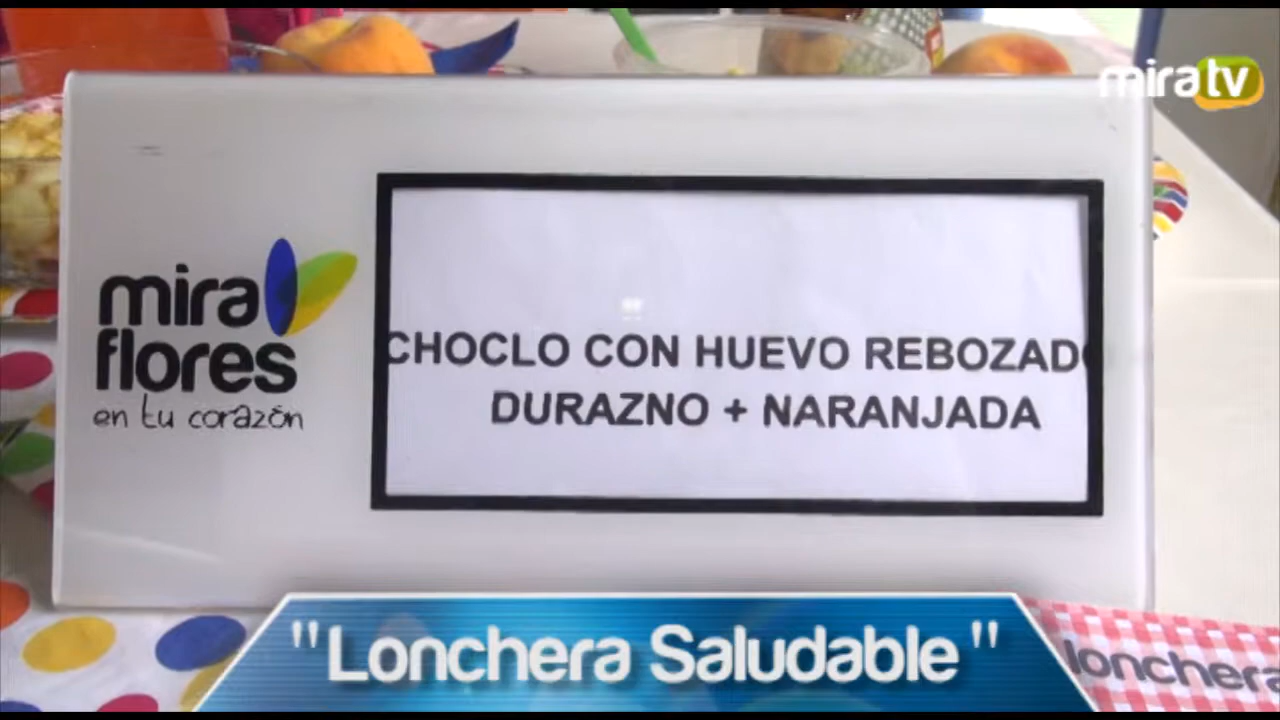 miratv
mira
flores
en tu corazón
CHOCLO CON HUEVO REBOZADO
DURAZNO + NARANJADA
"Lonchera Saludable"
lonchera